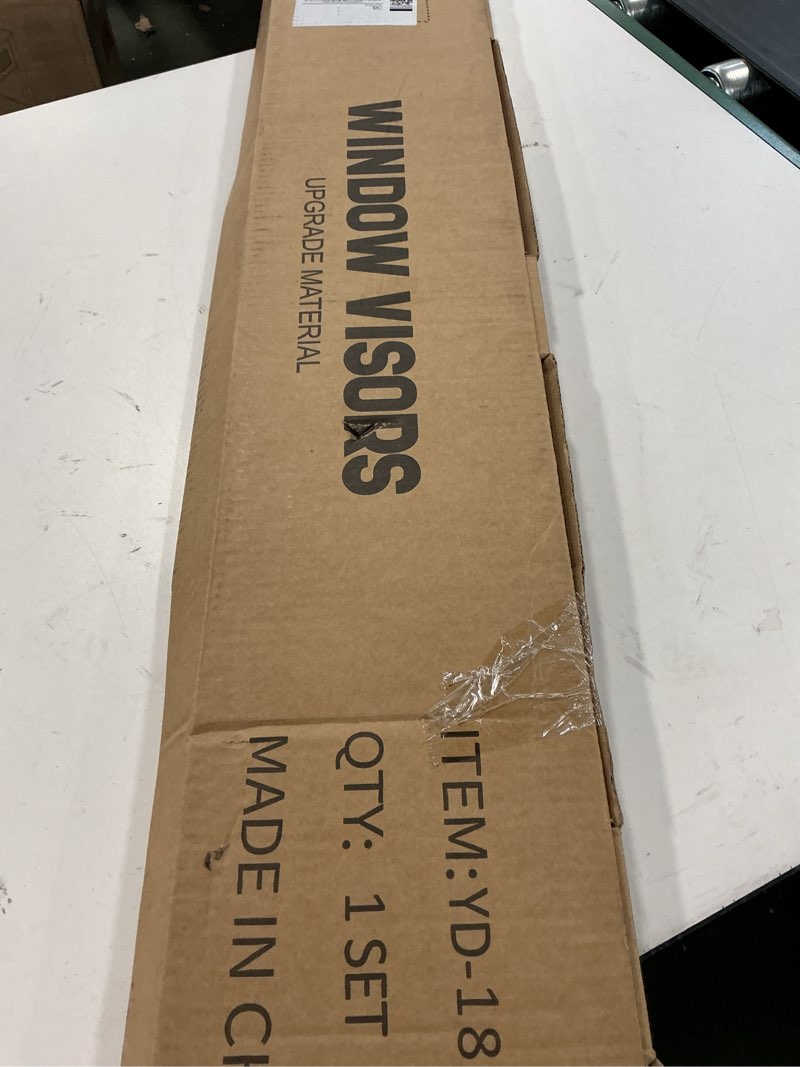 WINDOW VISORS
UPGRADE MATERIAL
ITEM:YD-18
QTY: 1 SET
MADE IN CH